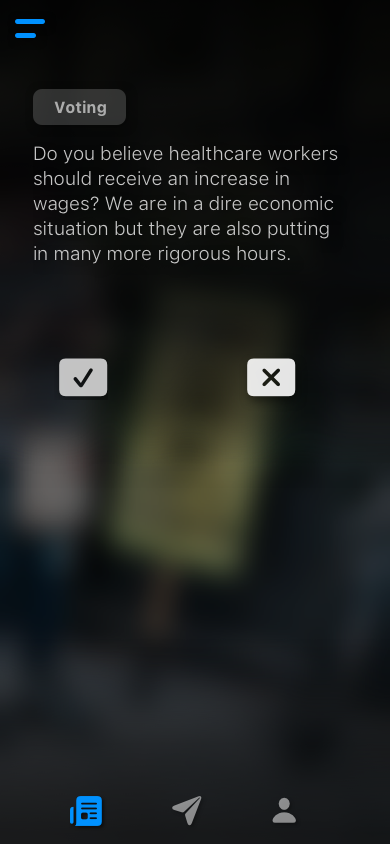 Voting
Do you believe healthcare workers
should receive an increase in
wages? We are in a dire economic
situation but they are also putting
in many more rigorous hours.